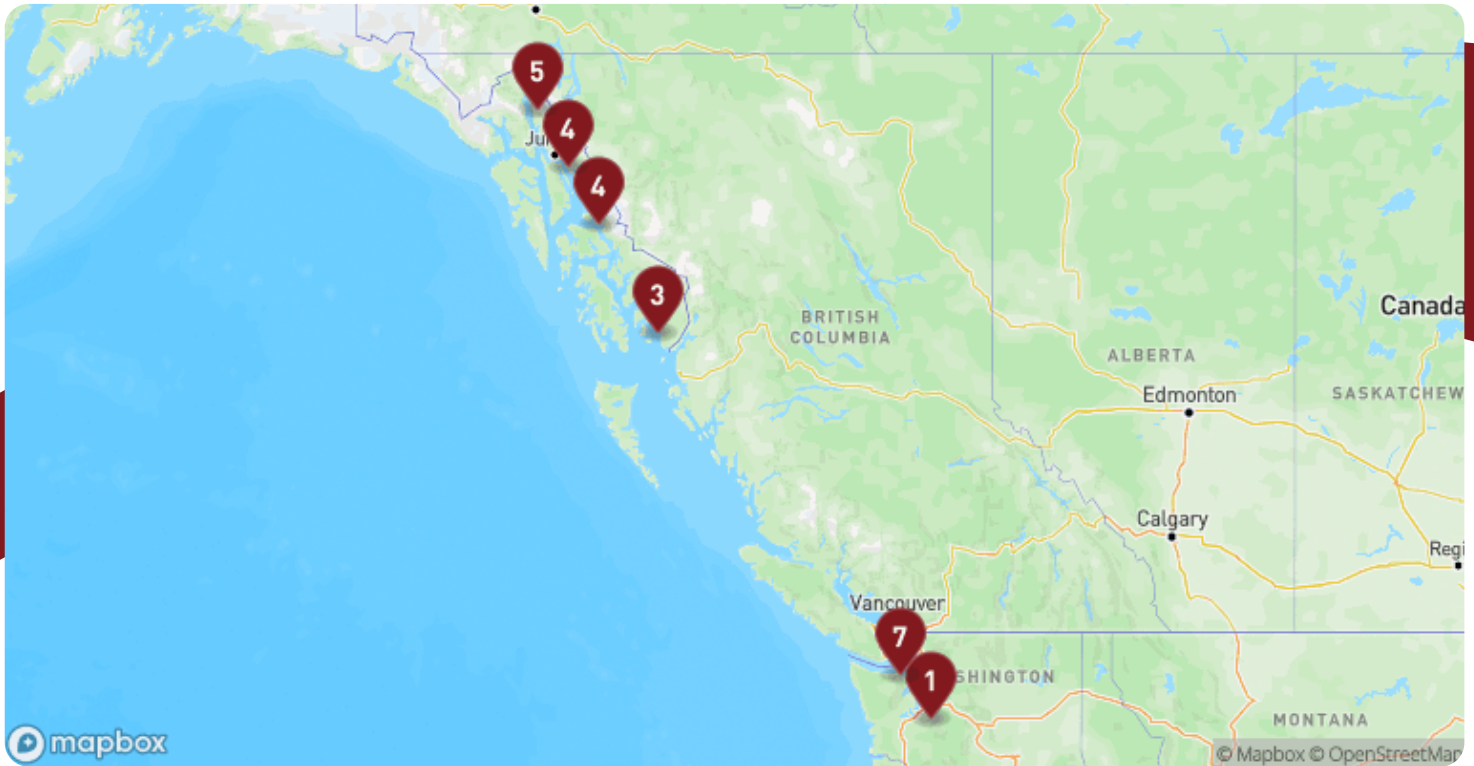 5
4
Ju
4
3
BRITISH
COLUMBIA
Canada
ALBERTA
Edmonton
SASKATCHEW
Calgary
Regi
Vancouver
7
1
SHINGTON
MONTANA
mapbox
© Mapbox © OpenStreetMap